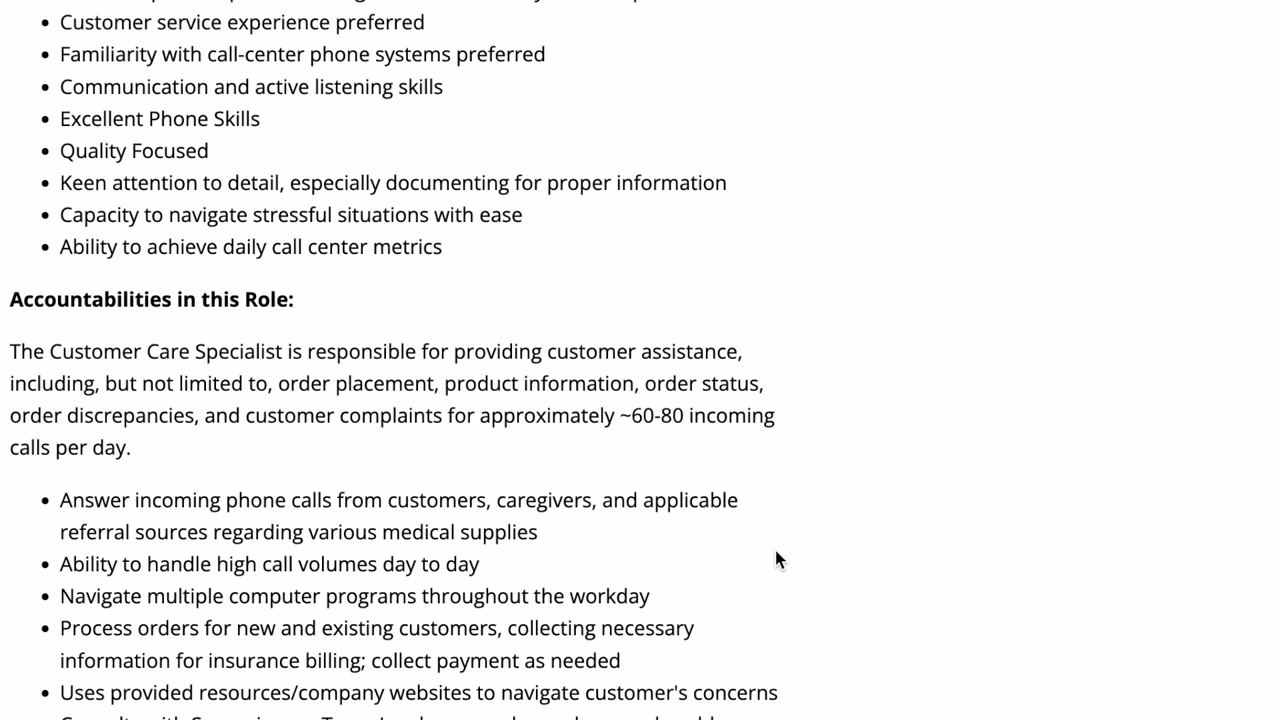 • Customer service experience preferred
• Familiarity with call-center phone systems preferred
• Communication and active listening skills
• Excellent Phone Skills
• Quality Focused
• Keen attention to detail, especially documenting for proper information
• Capacity to navigate stressful situations with ease
• Ability to achieve daily call center metrics
Accountabilities in this Role:
The Customer Care Specialist is responsible for providing customer assistance,
including, but not limited to, order placement, product information, order status,
order discrepancies, and customer complaints for approximately ~60-80 incoming
calls per day.
• Answer incoming phone calls from customers, caregivers, and applicable
referral sources regarding various medical supplies
• Ability to handle high call volumes day to day
• Navigate multiple computer programs throughout the workday
• Process orders for new and existing customers, collecting necessary
information for insurance billing; collect payment as needed
• Uses provided resources/company websites to navigate customer's concerns